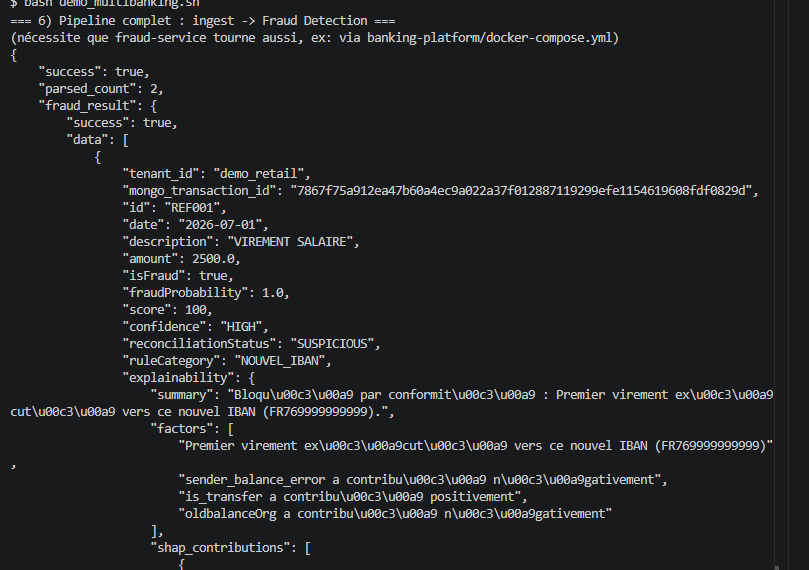 $ bash demo_multibanking.sh
=== 6) Pipeline complet : ingest -> Fraud Detection ===
(nécessite que fraud-service tourne aussi, ex: via banking-platform/docker-compose.yml)
{
    "success": true,
    "parsed_count": 2,
    "fraud_result": {
        "success": true,
        "data": [
            {
                "tenant_id": "demo_retail",
                "mongo_transaction_id": "7867f75a912ea47b60a4ec9a022a37f012887119299efe1154619608fdf0829d",
                "id": "REF001",
                "date": "2026-07-01",
                "description": "VIREMENT SALAIRE",
                "amount": 2500.0,
                "isFraud": true,
                "fraudProbability": 1.0,
                "score": 100,
                "confidence": "HIGH",
                "reconciliationStatus": "SUSPICIOUS",
                "ruleCategory": "NOUVEL_IBAN",
                "explainability": {
                    "summary": "Bloqu\u00c3\u00a9 par conformit\u00c3\u00a9 : Premier virement ex\u00c3\u00a9
cut\u00c3\u00a9 vers ce nouvel IBAN (FR769999999999).",
                    "factors": [
                        "Premier virement ex\u00c3\u00a9cut\u00c3\u00a9 vers ce nouvel IBAN (FR769999999999)"
,
                        "sender_balance_error a contribu\u00c3\u00a9 n\u00c3\u00a9gativement",
                        "is_transfer a contribu\u00c3\u00a9 positivement",
                        "oldbalanceOrg a contribu\u00c3\u00a9 n\u00c3\u00a9gativement"
                    ],
                    "shap_contributions": [
                        {